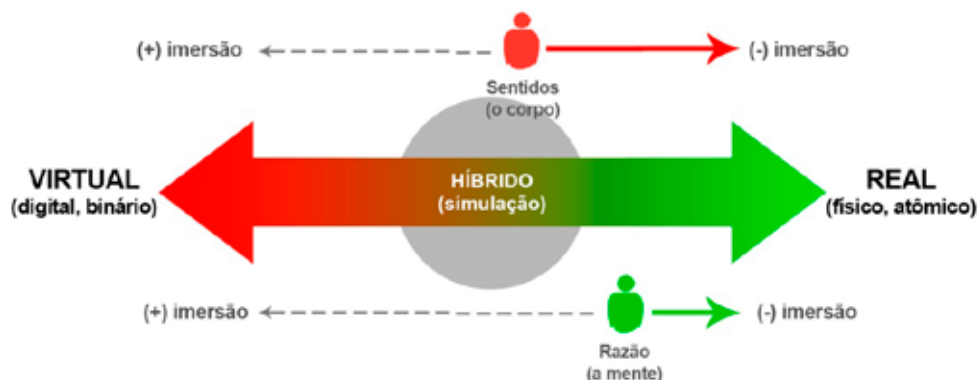 (+) imersão
(-) imersão
Sentidos
(o corpo)
VIRTUAL
(digital, binário)
HÍBRIDO
(simulação)
REAL
(físico, atômico)
(+) imersão
(-) imersão
Razão
(a mente)